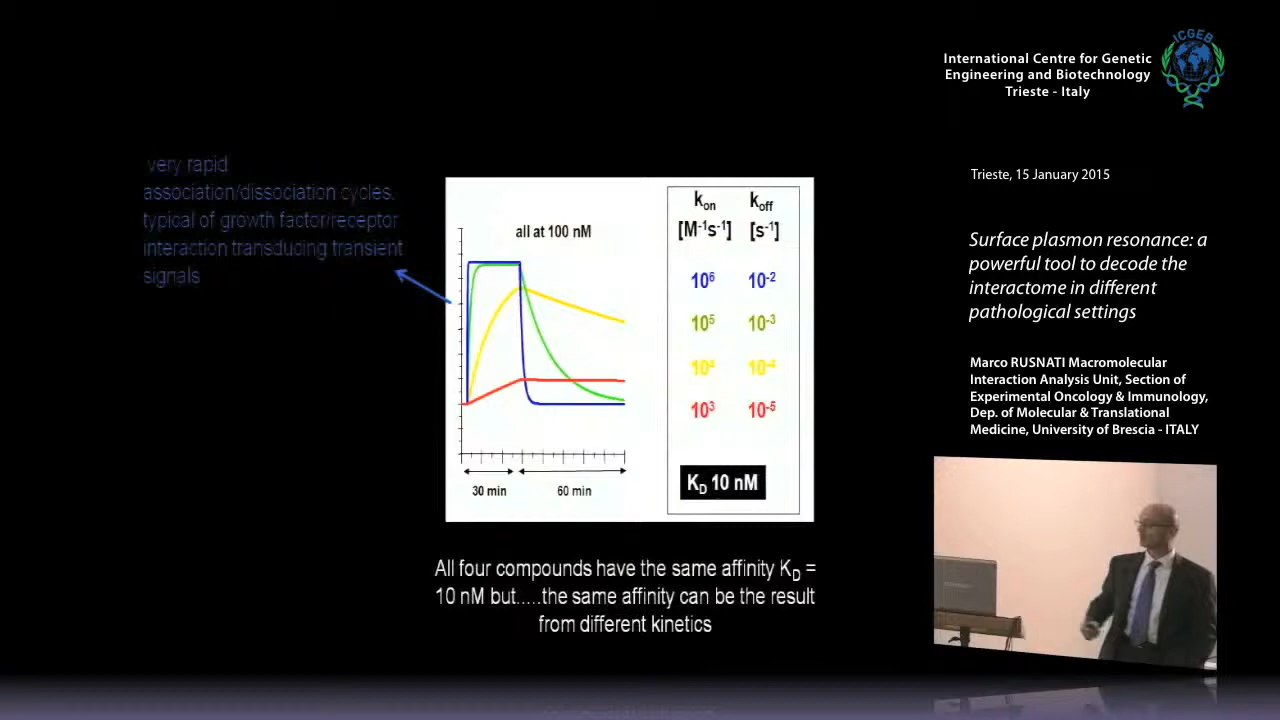 ICGEB
International Centre for Genetic
Engineering and Biotechnology
Trieste - Italy
Trieste, 15 January 2015
Surface plasmon resonance: a
powerful tool to decode the
interactome in different
pathological settings
Marco RUSNATI Macromolecular
Interaction Analysis Unit, Section of
Experimental Oncology & Immunology,
Dep. of Molecular & Translational
Medicine, University of Brescia - ITALY
very rapid
association/dissociation cycles.
typical of growth factor/receptor
interaction transducing transient
signals
all at 100 nM
30 min 60 min
kon koff
[M-1s-1] [s-1]
10⁶ 10-2
10⁵ 10-3
10⁴ 10-4
10³ 10-5
KD 10 nM
All four compounds have the same affinity KD =
10 nM but.....the same affinity can be the result
from different kinetics